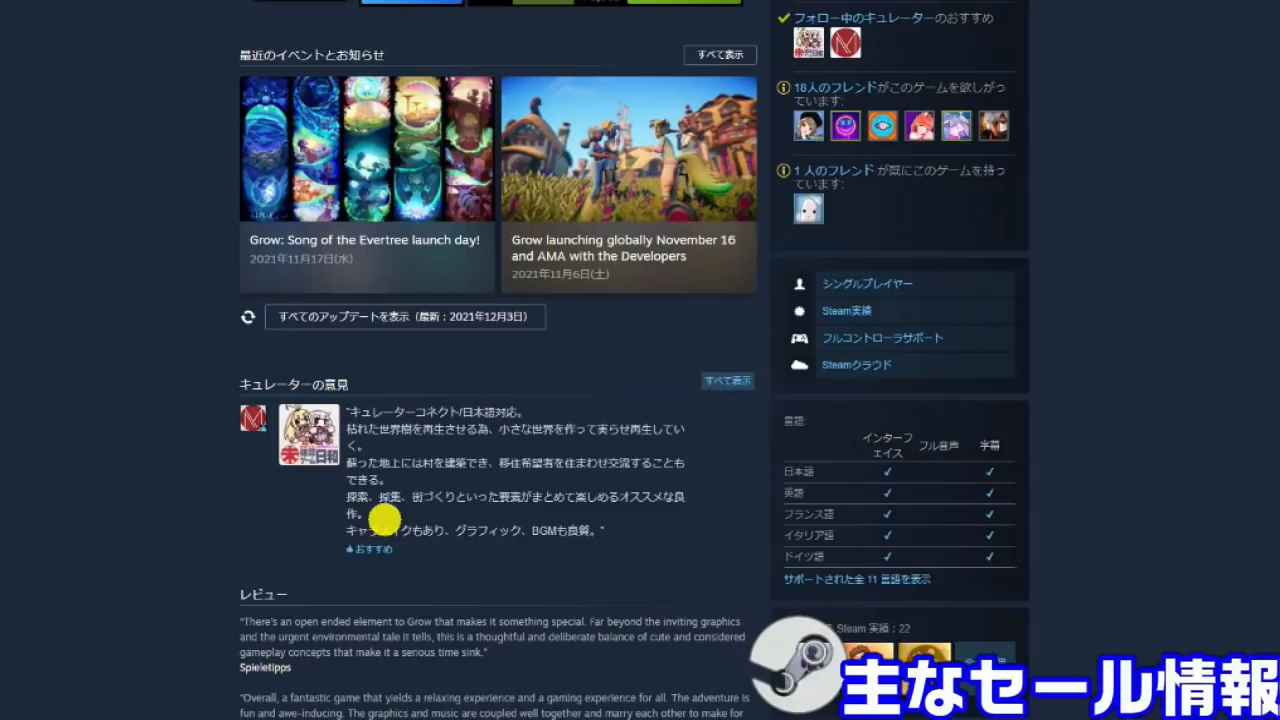 最近のイベントとお知らせ
すべて表示
Grow: Song of the Evertree launch day!
2021年11月17日(水)
Grow launching globally November 16
and AMA with the Developers
2021年11月6日(土)
すべてのアップデートを表示（最新：2021年12月3日）
キュレーターの意見
すべて表示
"キュレーターコネクト/日本語対応。
枯れた世界樹を再生させる為、小さな世界を作って実らせ再生してい
く。
蘇った地上には村を建築でき、移住希望者を住まわせ交流することも
できる。
探索、採集、街づくりといった要素がまとめて楽しめるオススメな良
作。
キャラメイクもあり、グラフィック、BGMも良質。"
おすすめ
レビュー
"There's an open ended element to Grow that makes it something special. Far beyond the inviting graphics
and the urgent environmental tale it tells, this is a thoughtful and deliberate balance of cute and considered
gameplay concepts that make it a serious time sink."
Spieletipps
"Overall, a fantastic game that yields a relaxing experience and a gaming experience for all. The adventure is
fun and awe-inducing. The graphics and music are coupled well together and marry each other to make for
フォロー中のキュレーターのおすすめ
18人のフレンドがこのゲームを欲しがっ
ています:
1 人のフレンド が既にこのゲームを持っ
ています:
シングルプレイヤー
Steam実績
フルコントローラサポート
Steamクラウド
言語:
インターフ
ェイス
フル音声
字幕
日本語 ✔ ✔
英語 ✔ ✔
フランス語 ✔ ✔
イタリア語 ✔ ✔
ドイツ語 ✔ ✔
サポートされた全 11 言語を表示
Steam 実績：22
主なセール情報